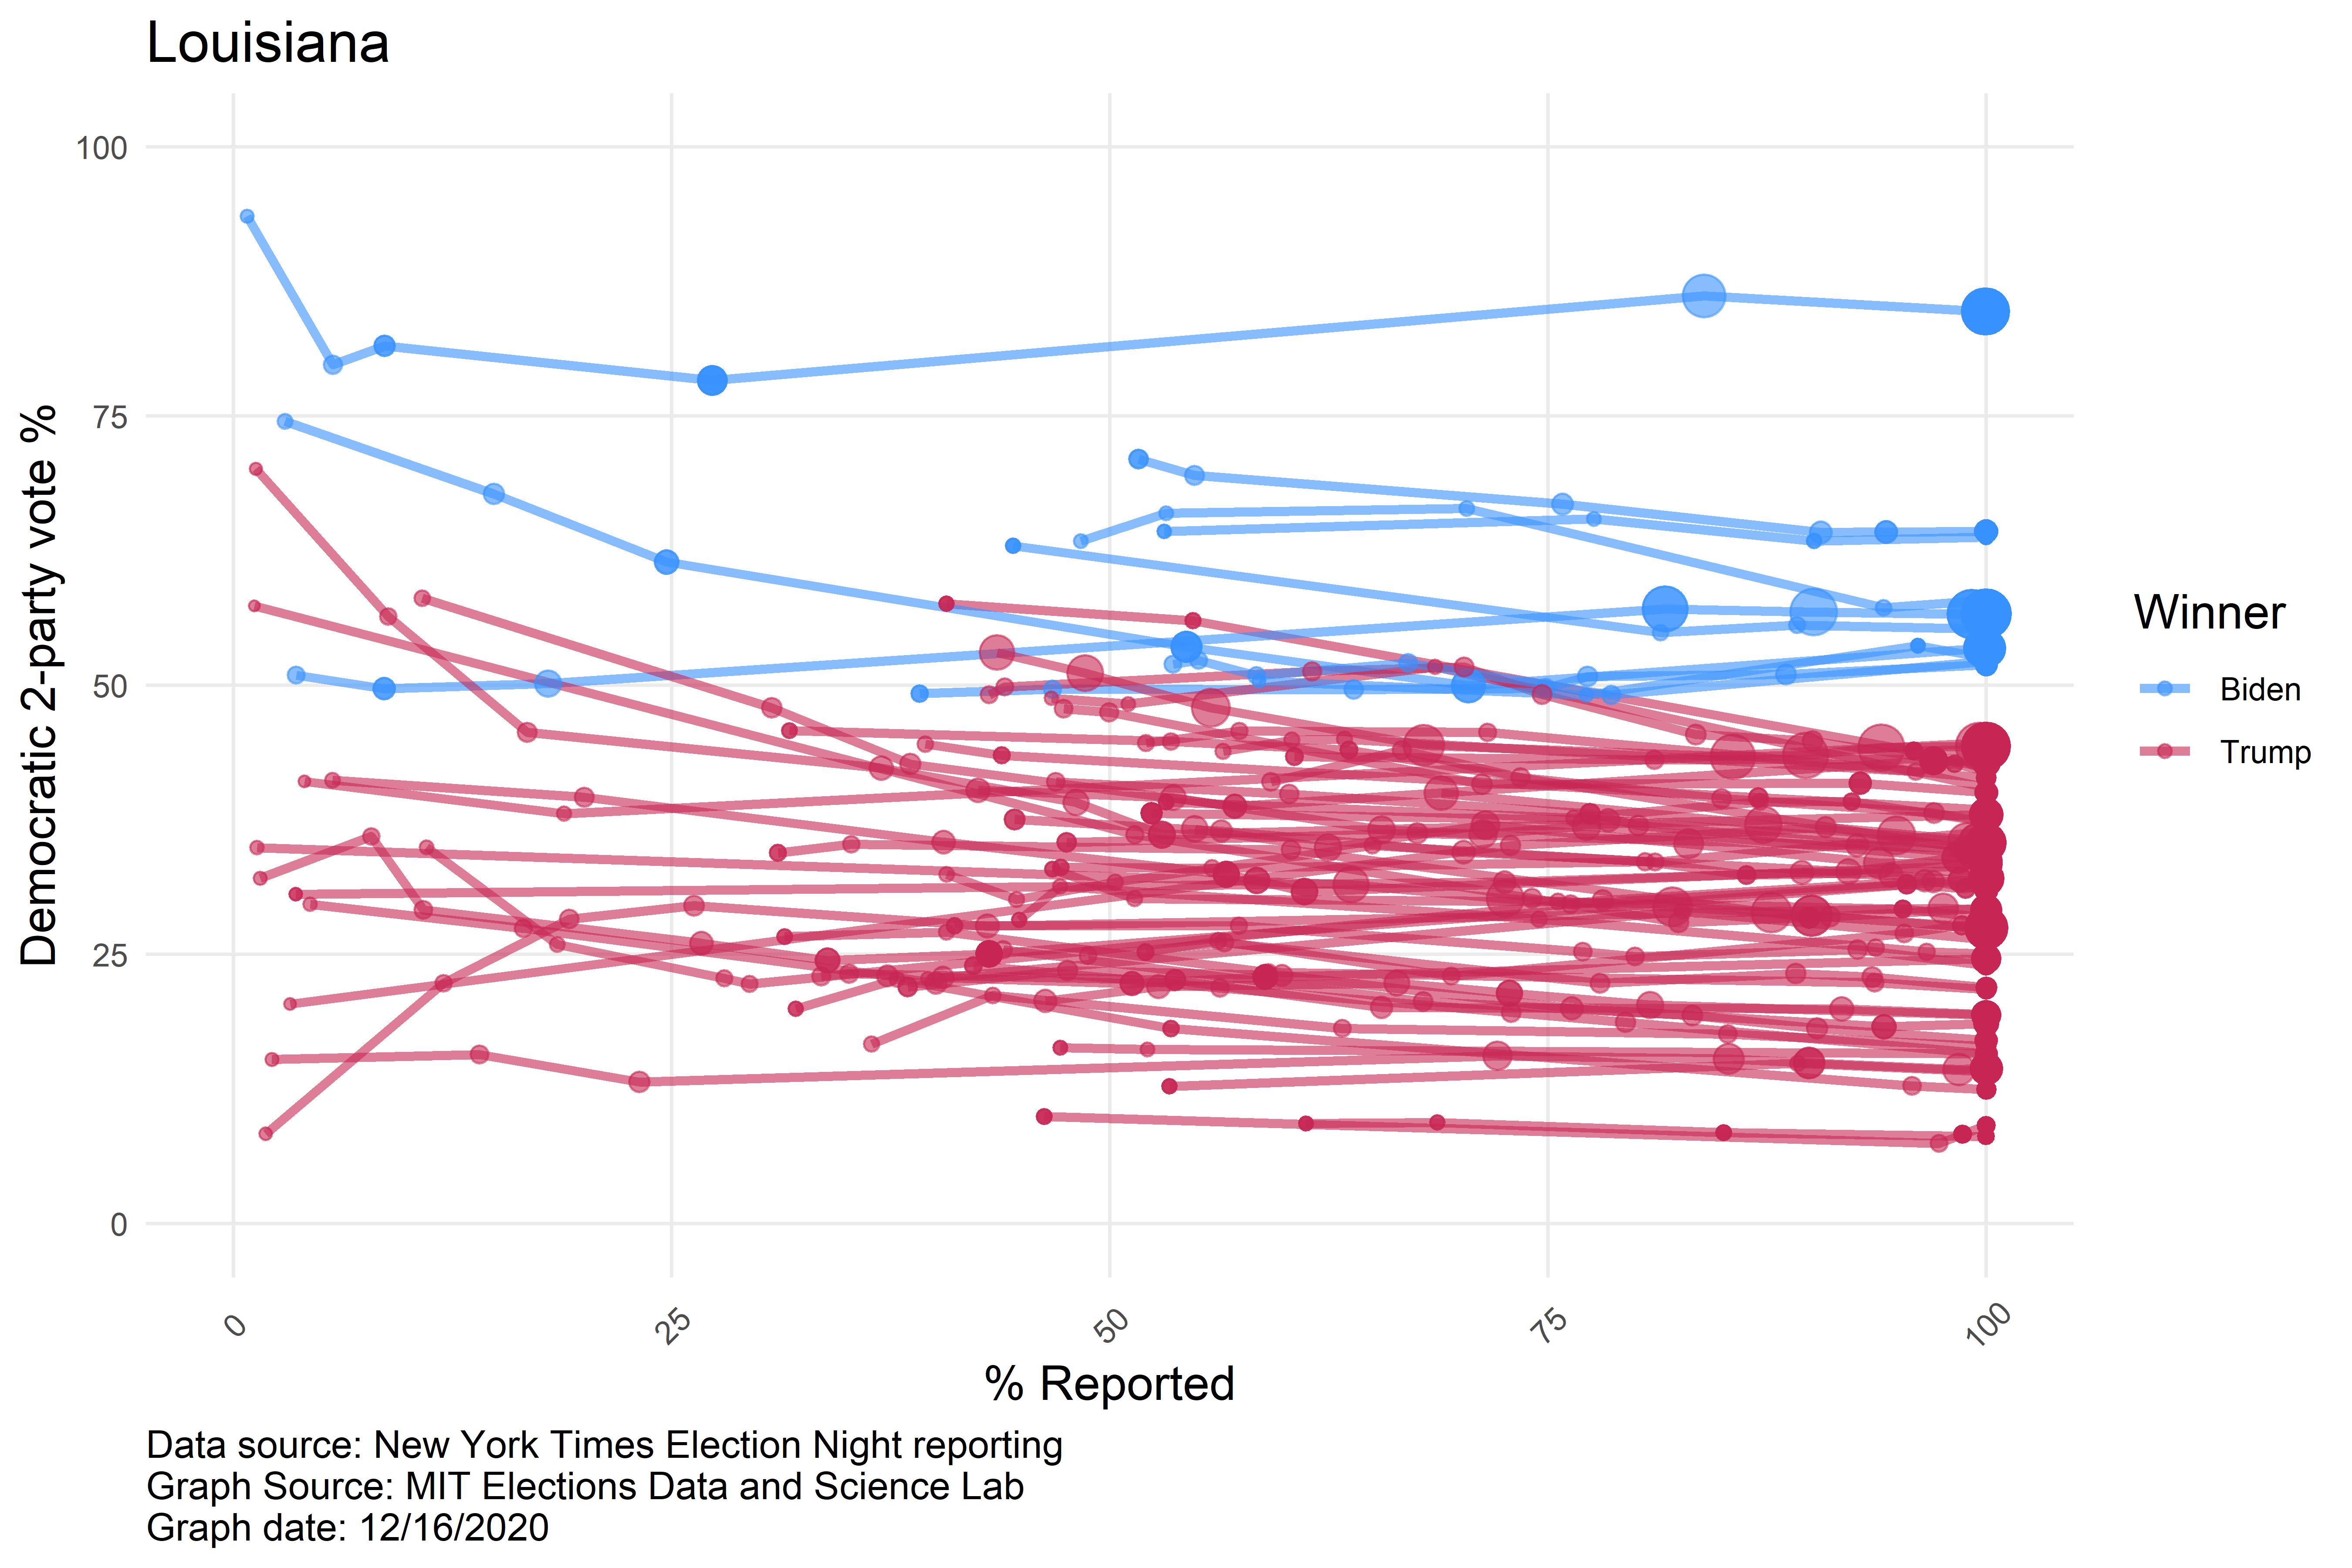 Louisiana
100
75
50
25
0
Democratic 2-party vote %
0
25
50
75
100
% Reported
Winner
Biden
Trump
Data source: New York Times Election Night reporting
Graph Source: MIT Elections Data and Science Lab
Graph date: 12/16/2020